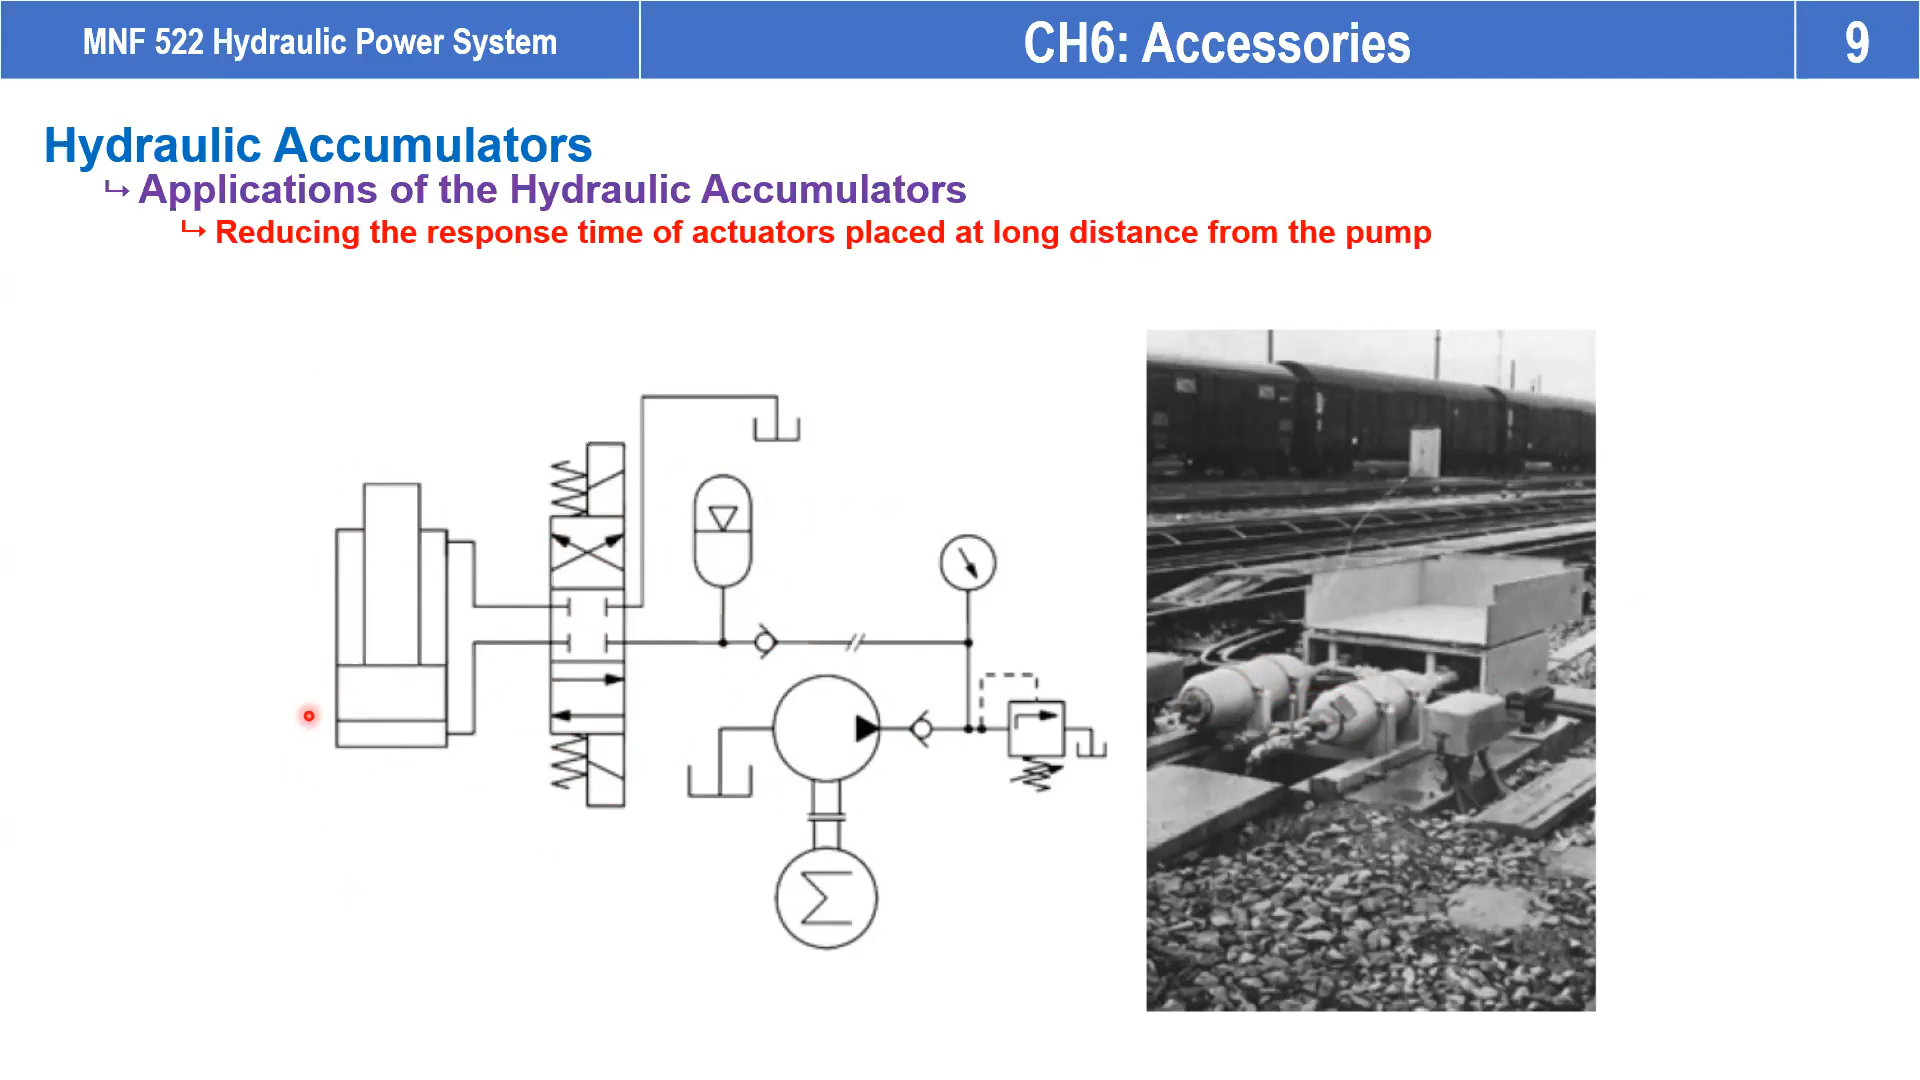 MNF 522 Hydraulic Power System
CH6: Accessories
9
Hydraulic Accumulators
↳ Applications of the Hydraulic Accumulators
↳ Reducing the response time of actuators placed at long distance from the pump